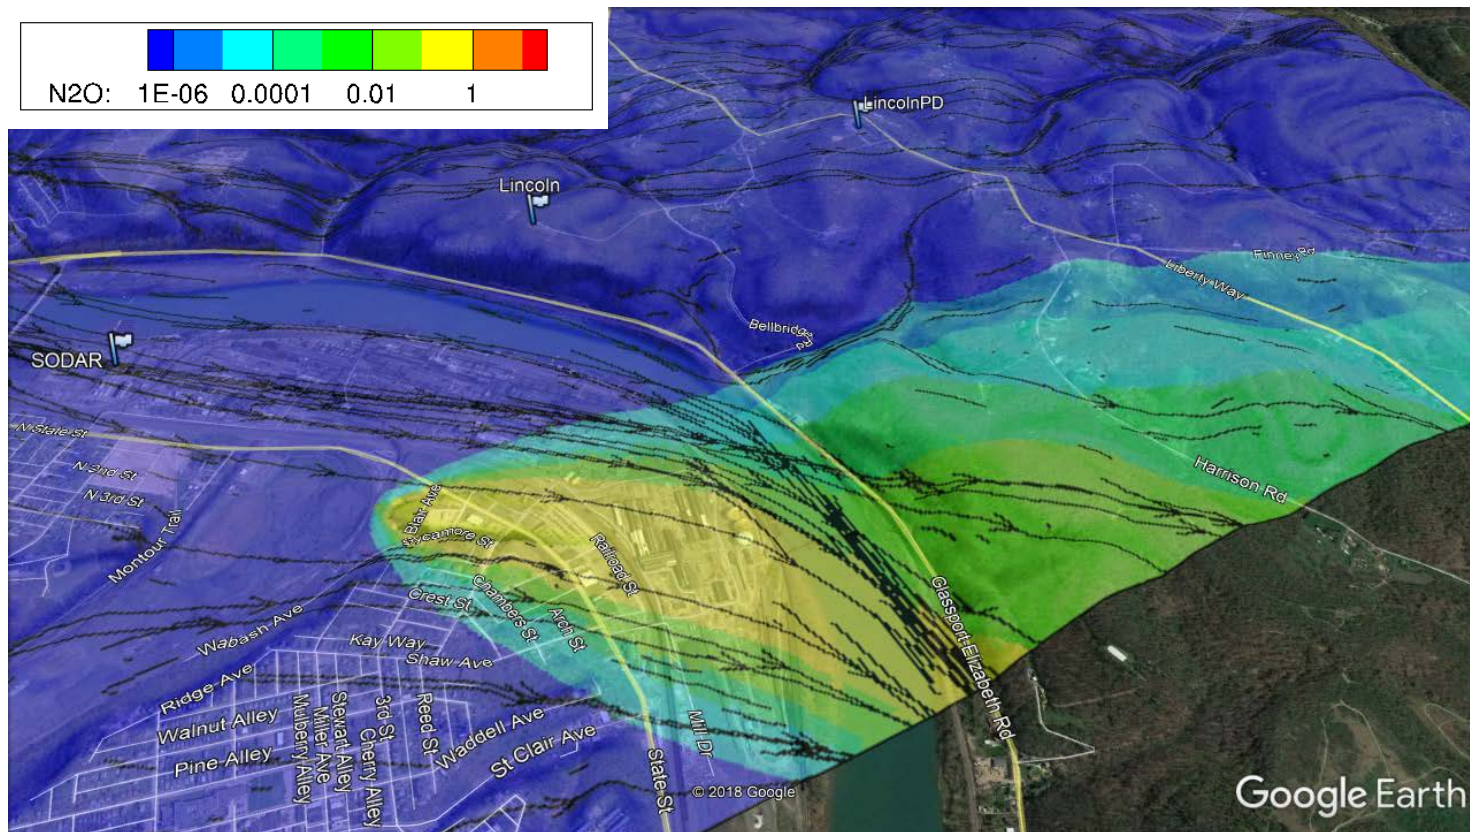 N2O: 1E-06 0.0001 0.01 1
LincolnPD
Lincoln
Finney Rd
Liberty Way
Bellbridge Rd
SODAR
N State St
N 2nd St
N 3rd St
Montour Trail
Blair Ave
Sycamore St
Railroad St
Harrison Rd
Crest St
Chambers St
Arch St
Wabash Ave
Kay Way
Shaw Ave
Glassport-Elizabeth Rd
Ridge Ave
Walnut Alley
Pine Alley
Mulberry Alley
Miller Ave
Stewart Alley
3rd St
Cherry Alley
Reed St
Waddell Ave
St Clair Ave
State St
Mill Dr
© 2018 Google
Google Earth